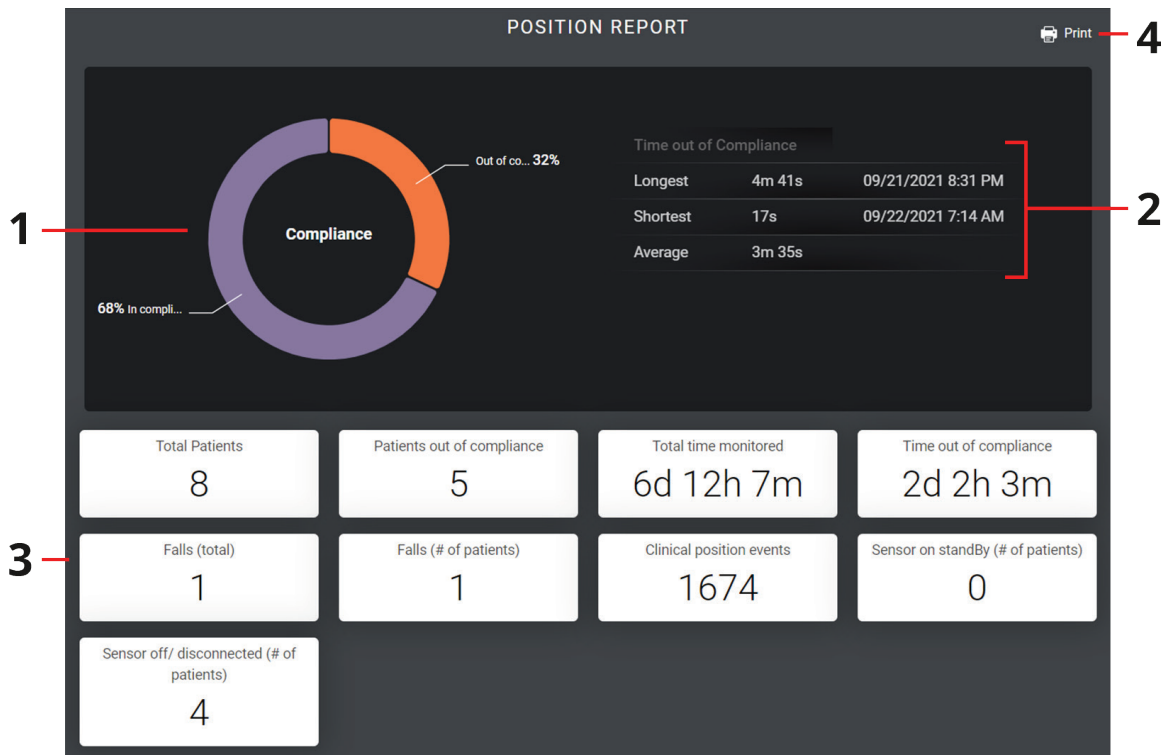 POSITION REPORT
Print
4
Out of co... 32%
Compliance
68% In compli...
1
Time out of Compliance
Longest 4m 41s 09/21/2021 8:31 PM
Shortest 17s 09/22/2021 7:14 AM
Average 3m 35s
2
Total Patients
8
Patients out of compliance
5
Total time monitored
6d 12h 7m
Time out of compliance
2d 2h 3m
3
Falls (total)
1
Falls (# of patients)
1
Clinical position events
1674
Sensor on standBy (# of patients)
0
Sensor off/ disconnected (# of
patients)
4